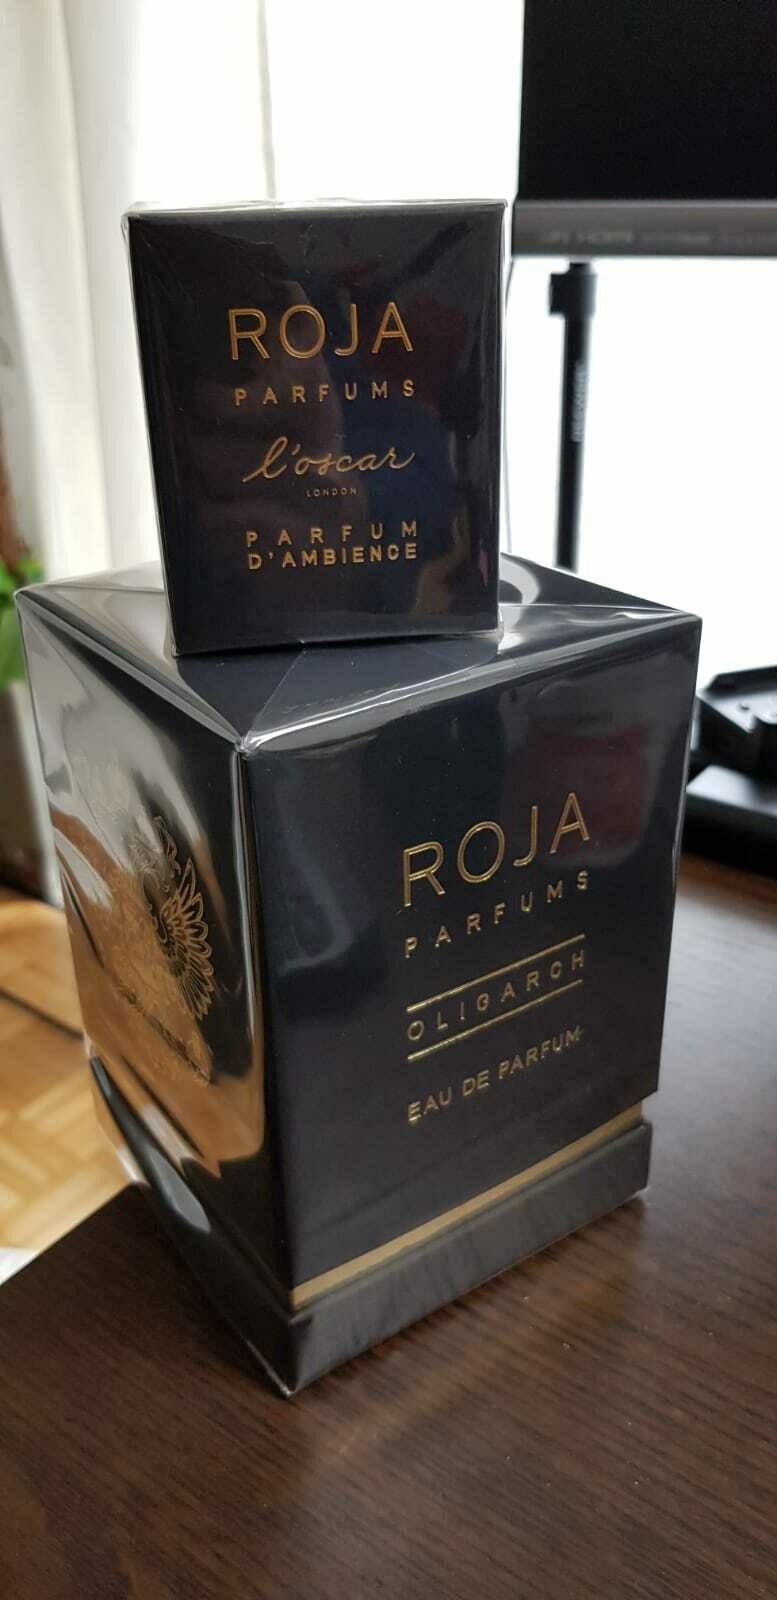 ROJA
PARFUMS
l'oscar
LONDON
PARFUM
D'AMBIENCE
ROJA
PARFUMS
OLIGARCH
EAU DE PARFUM